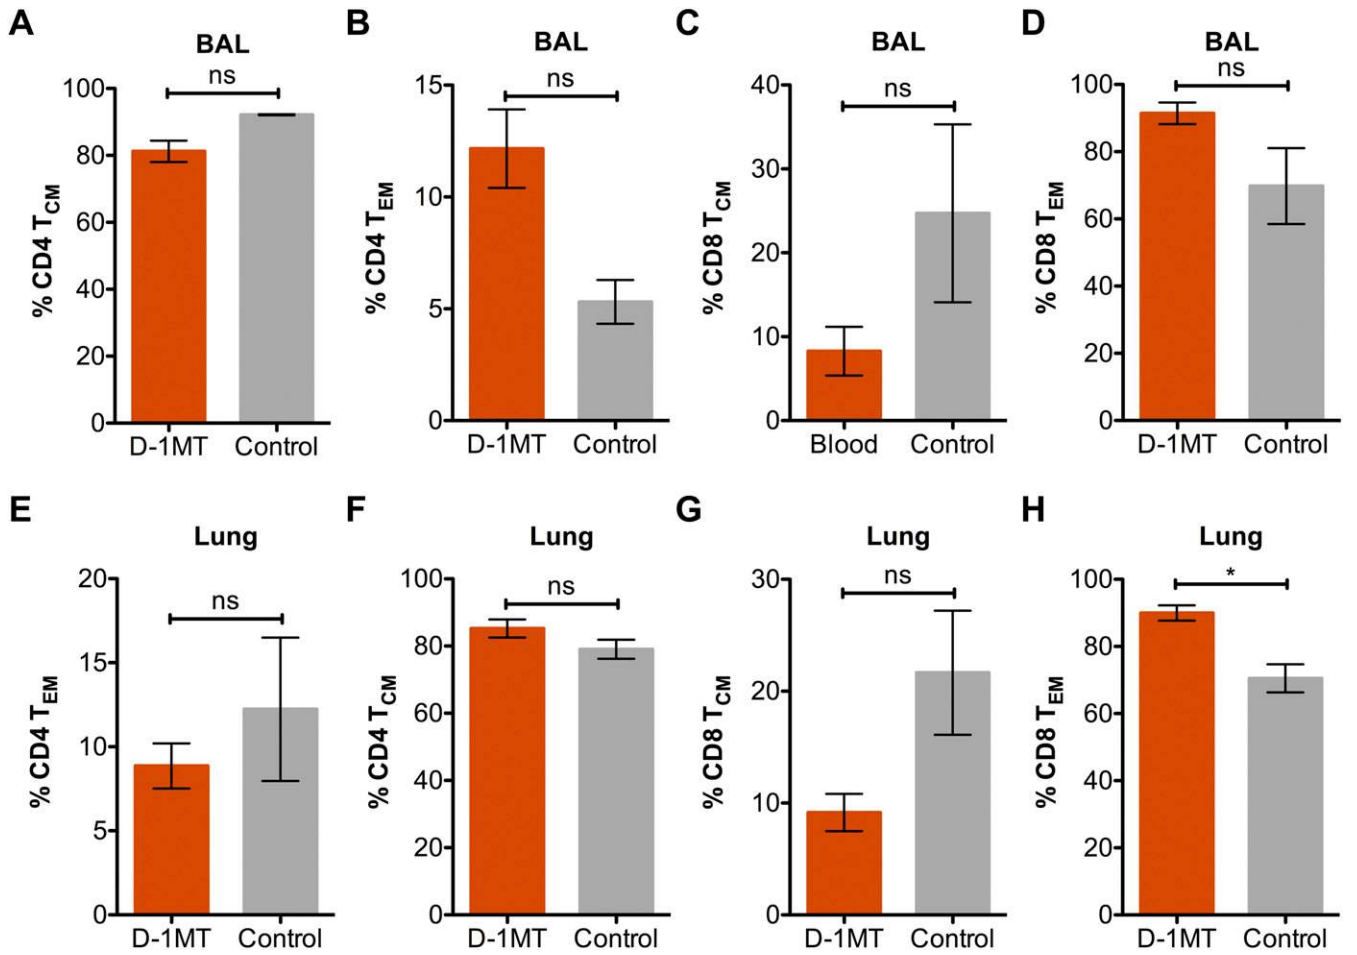 A
BAL
ns
% CD4 TCM
100
80
60
40
20
0
D-1MT Control
B
BAL
ns
% CD4 TEM
15
10
5
0
D-1MT Control
C
BAL
ns
% CD8 TCM
40
30
20
10
0
Blood Control
D
BAL
ns
% CD8 TEM
100
80
60
40
20
0
D-1MT Control
E
Lung
ns
% CD4 TEM
20
15
10
5
0
D-1MT Control
F
Lung
ns
% CD4 TCM
100
80
60
40
20
0
D-1MT Control
G
Lung
ns
% CD8 TCM
30
20
10
0
D-1MT Control
H
Lung
*
% CD8 TEM
100
80
60
40
20
0
D-1MT Control